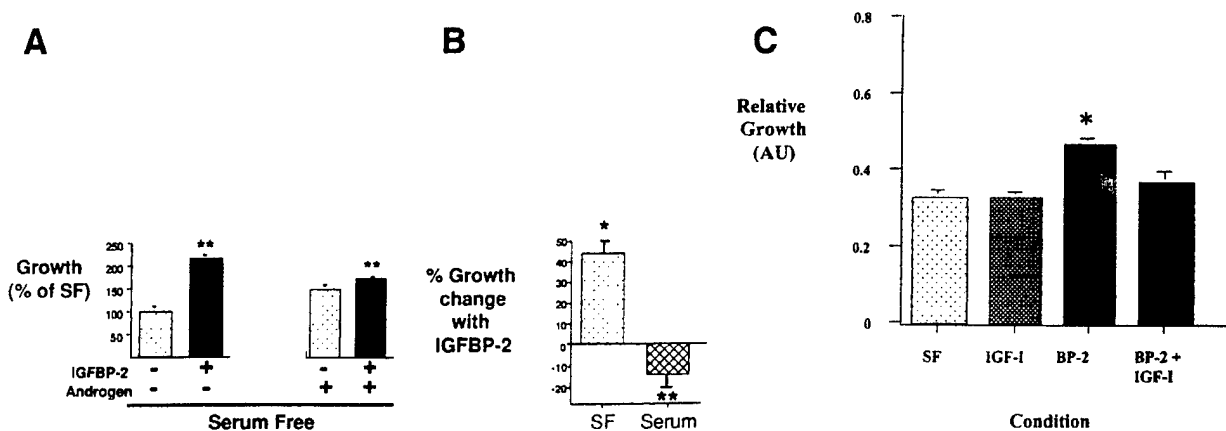 A
Growth
(% of SF)
250
200
150
100
50
**
**
IGFBP-2 - + - +
Androgen - - + +
Serum Free
B
% Growth
change
with
IGFBP-2
50
40
30
20
10
0
-10
-20
*
**
SF Serum
C
Relative
Growth
(AU)
0.8
0.6
0.4
0.2
0
*
SF IGF-I BP-2 BP-2 +
IGF-I
Condition